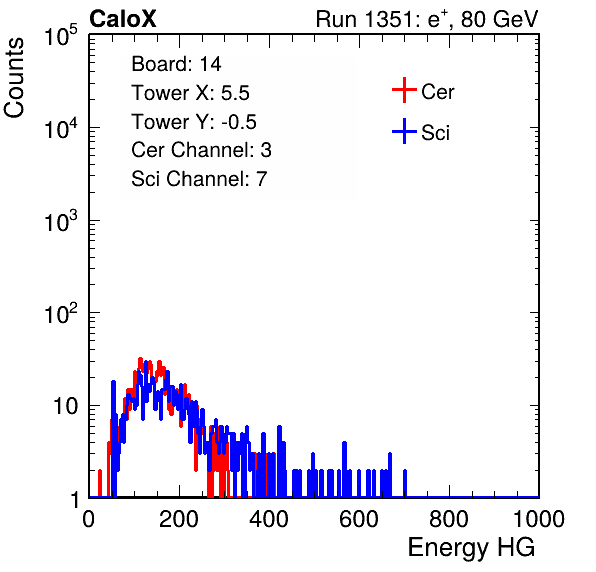 CaloX Run 1351: e+, 80 GeV
Counts
Board: 14
Tower X: 5.5
Tower Y: -0.5
Cer Channel: 3
Sci Channel: 7
Cer
Sci
10^5
10^4
10^3
10^2
10
1
0 200 400 600 800 1000
Energy HG